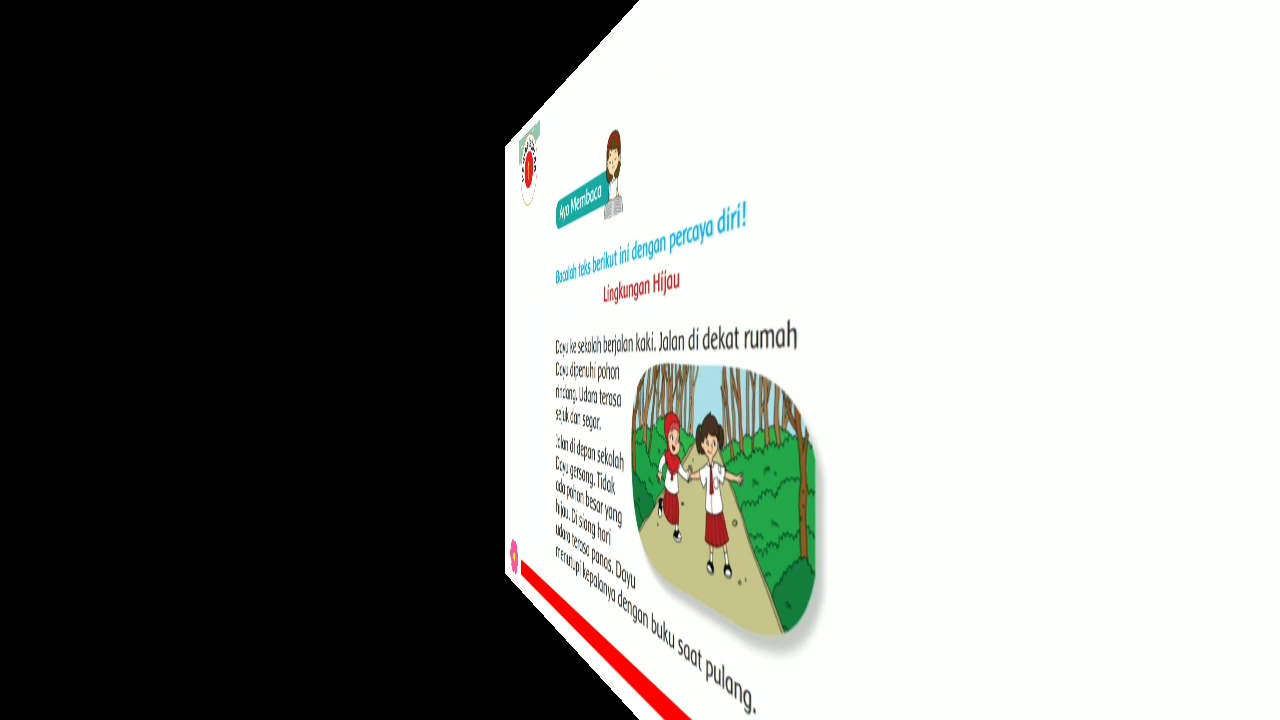 Ayo Membaca
Bacalah teks berikut ini dengan percaya diri!
Lingkungan Hijau
Dayu ke sekolah berjalan kaki. Jalan di dekat rumah
Dayu dipenuhi pohon
rindang. Udara terasa
sejuk dan segar.
Jalan di depan sekolah
Dayu gersang. Tidak
ada pohon besar yang
hijau. Di siang hari
udara terasa panas. Dayu
menutupi kepalanya dengan buku saat pulang.